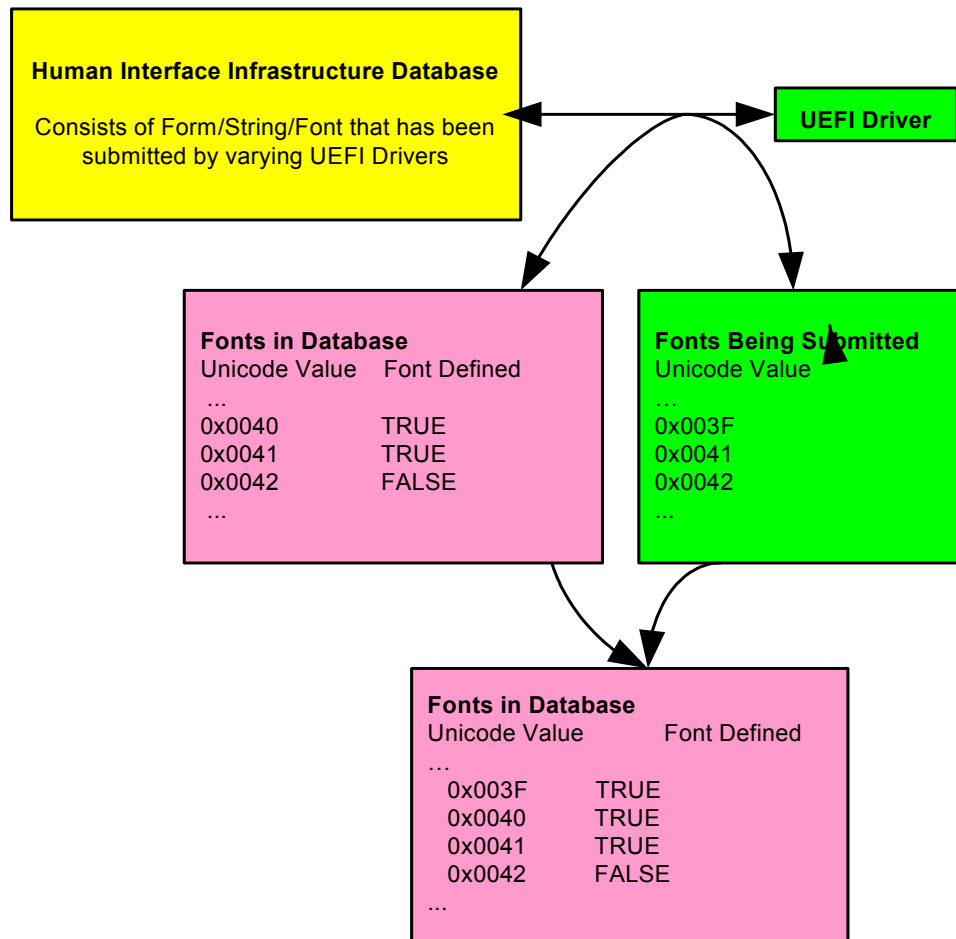 Human Interface Infrastructure Database
Consists of Form/String/Font that has been
submitted by varying UEFI Drivers
UEFI Driver
Fonts in Database
Unicode Value Font Defined
...
0x0040 TRUE
0x0041 TRUE
0x0042 FALSE
...
Fonts Being Submitted
Unicode Value
...
0x003F
0x0041
0x0042
...
Fonts in Database
Unicode Value Font Defined
...
0x003F TRUE
0x0040 TRUE
0x0041 TRUE
0x0042 FALSE
...